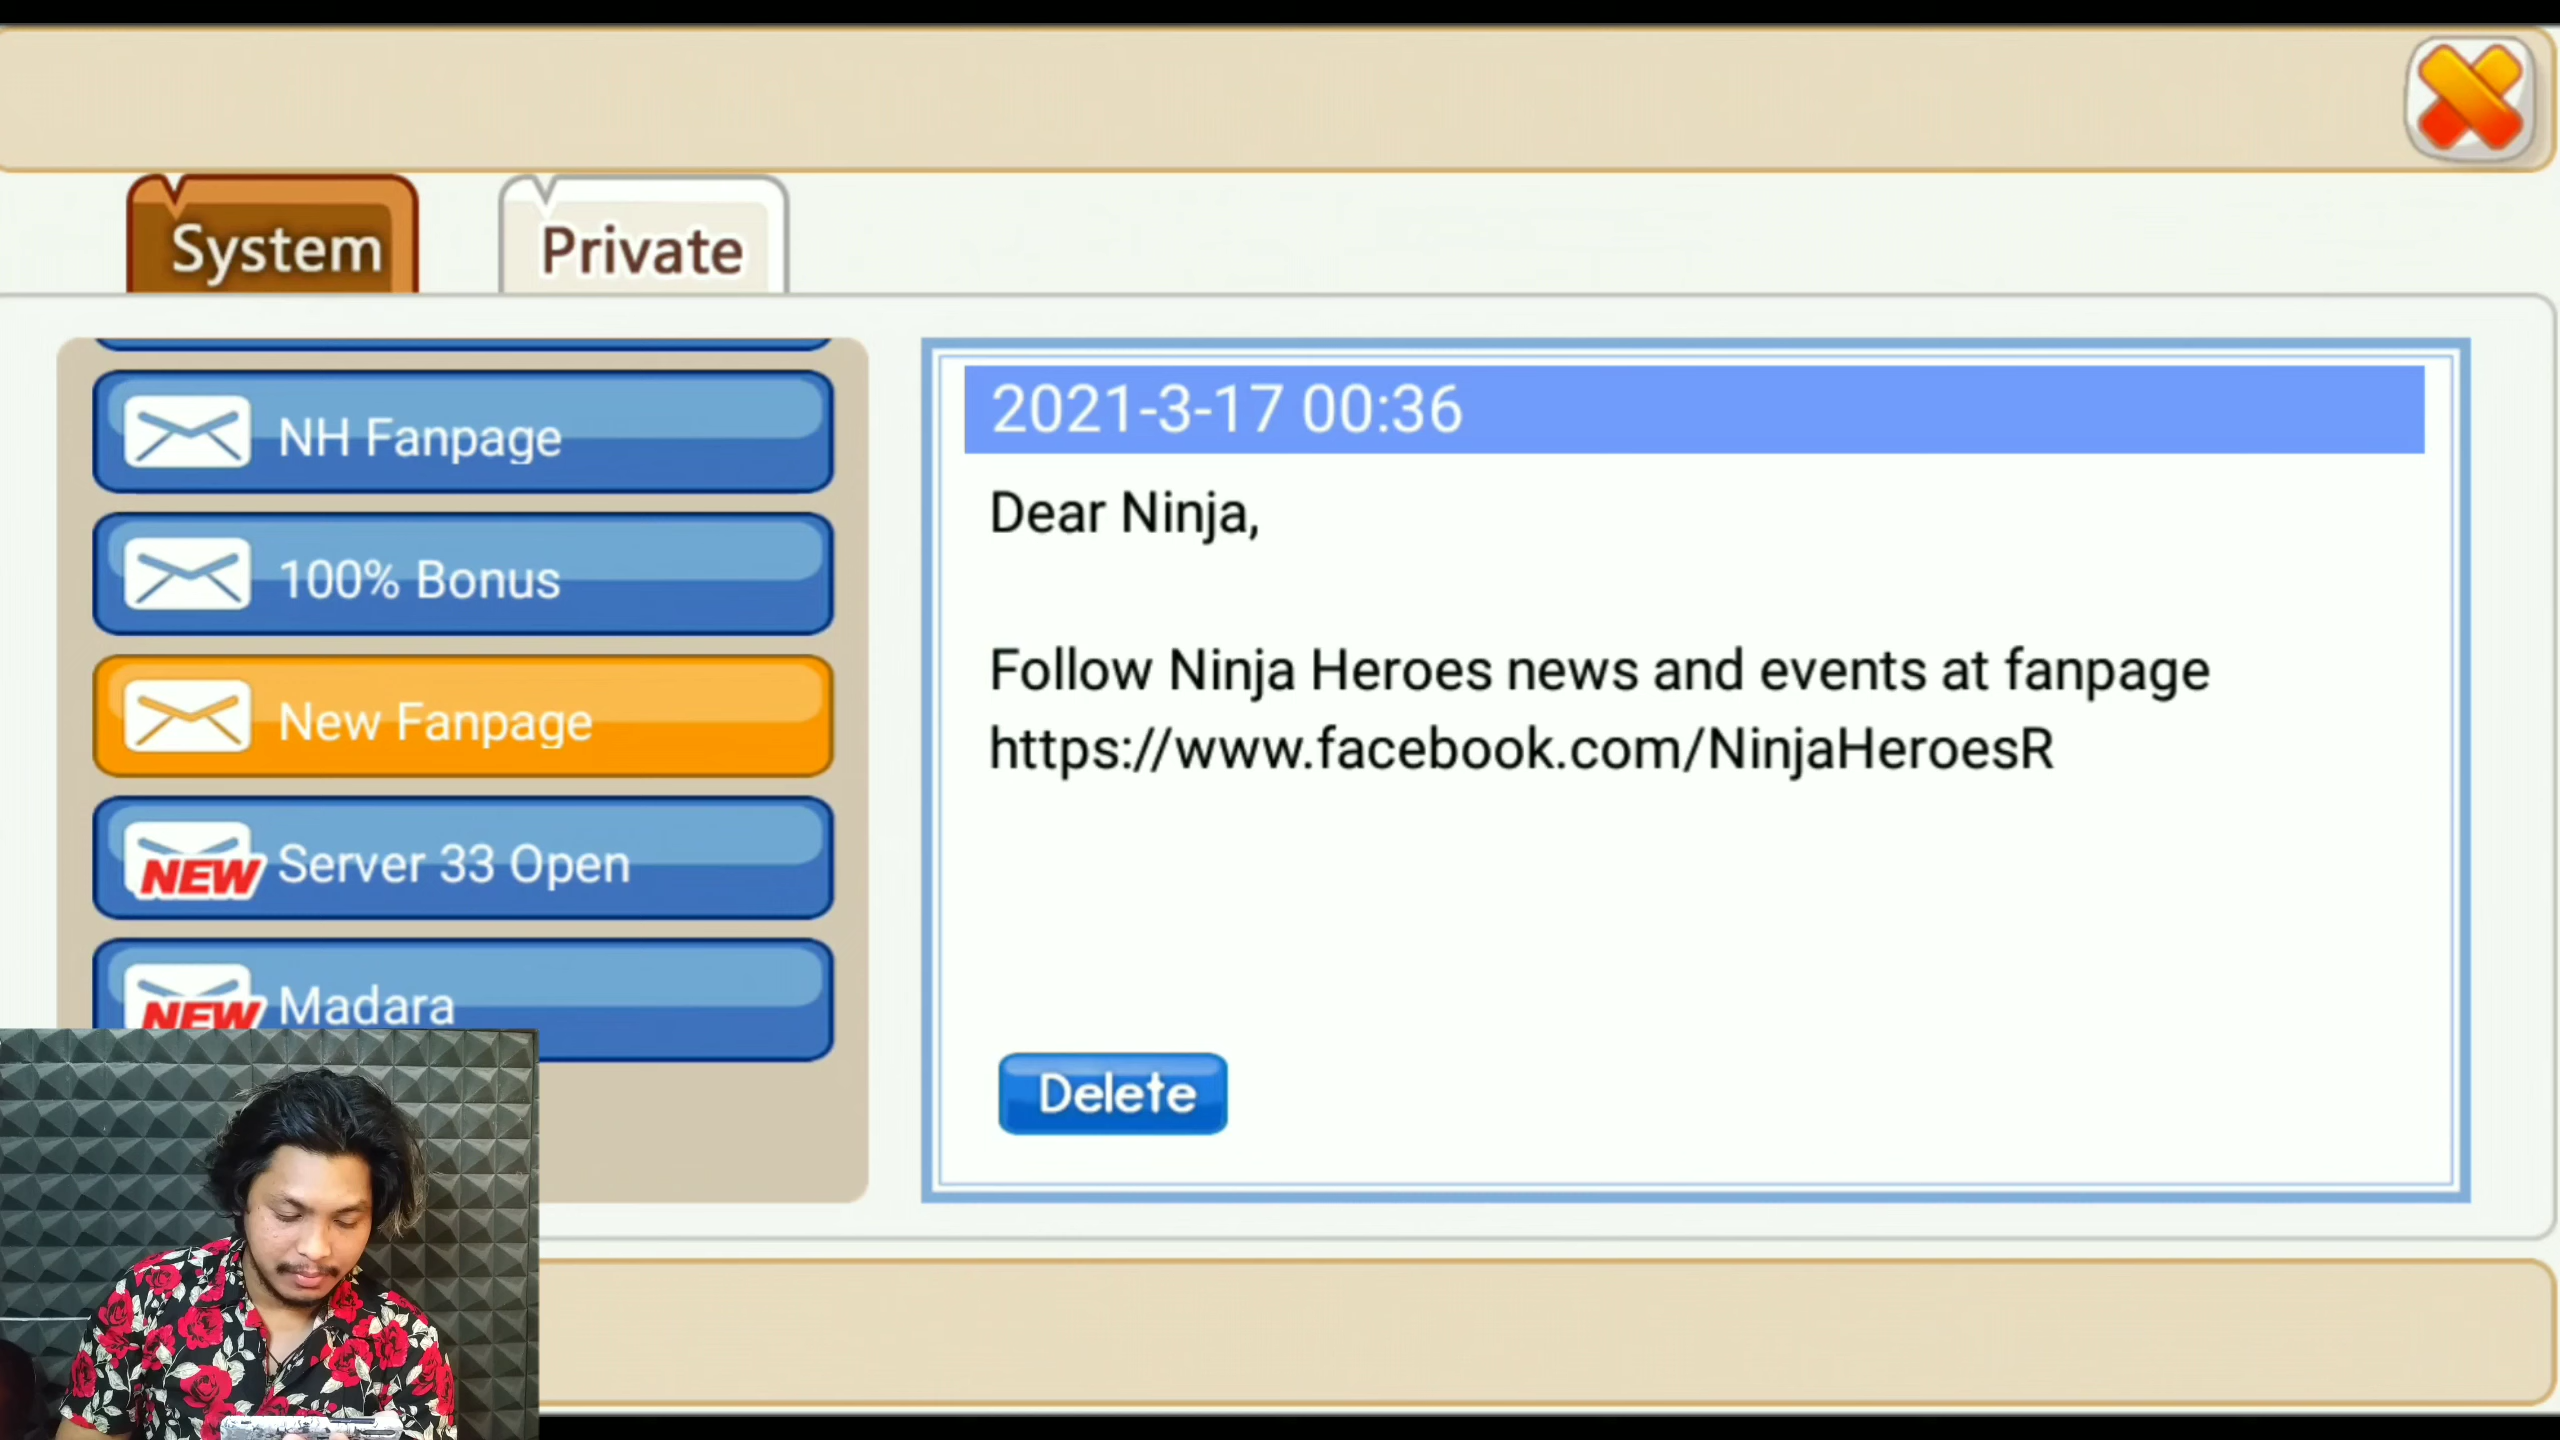 System
Private
NH Fanpage
100% Bonus
New Fanpage
NEW Server 33 Open
NEW Madara
2021-3-17 00:36
Dear Ninja,
Follow Ninja Heroes news and events at fanpage
https://www.facebook.com/NinjaHeroesR
Delete